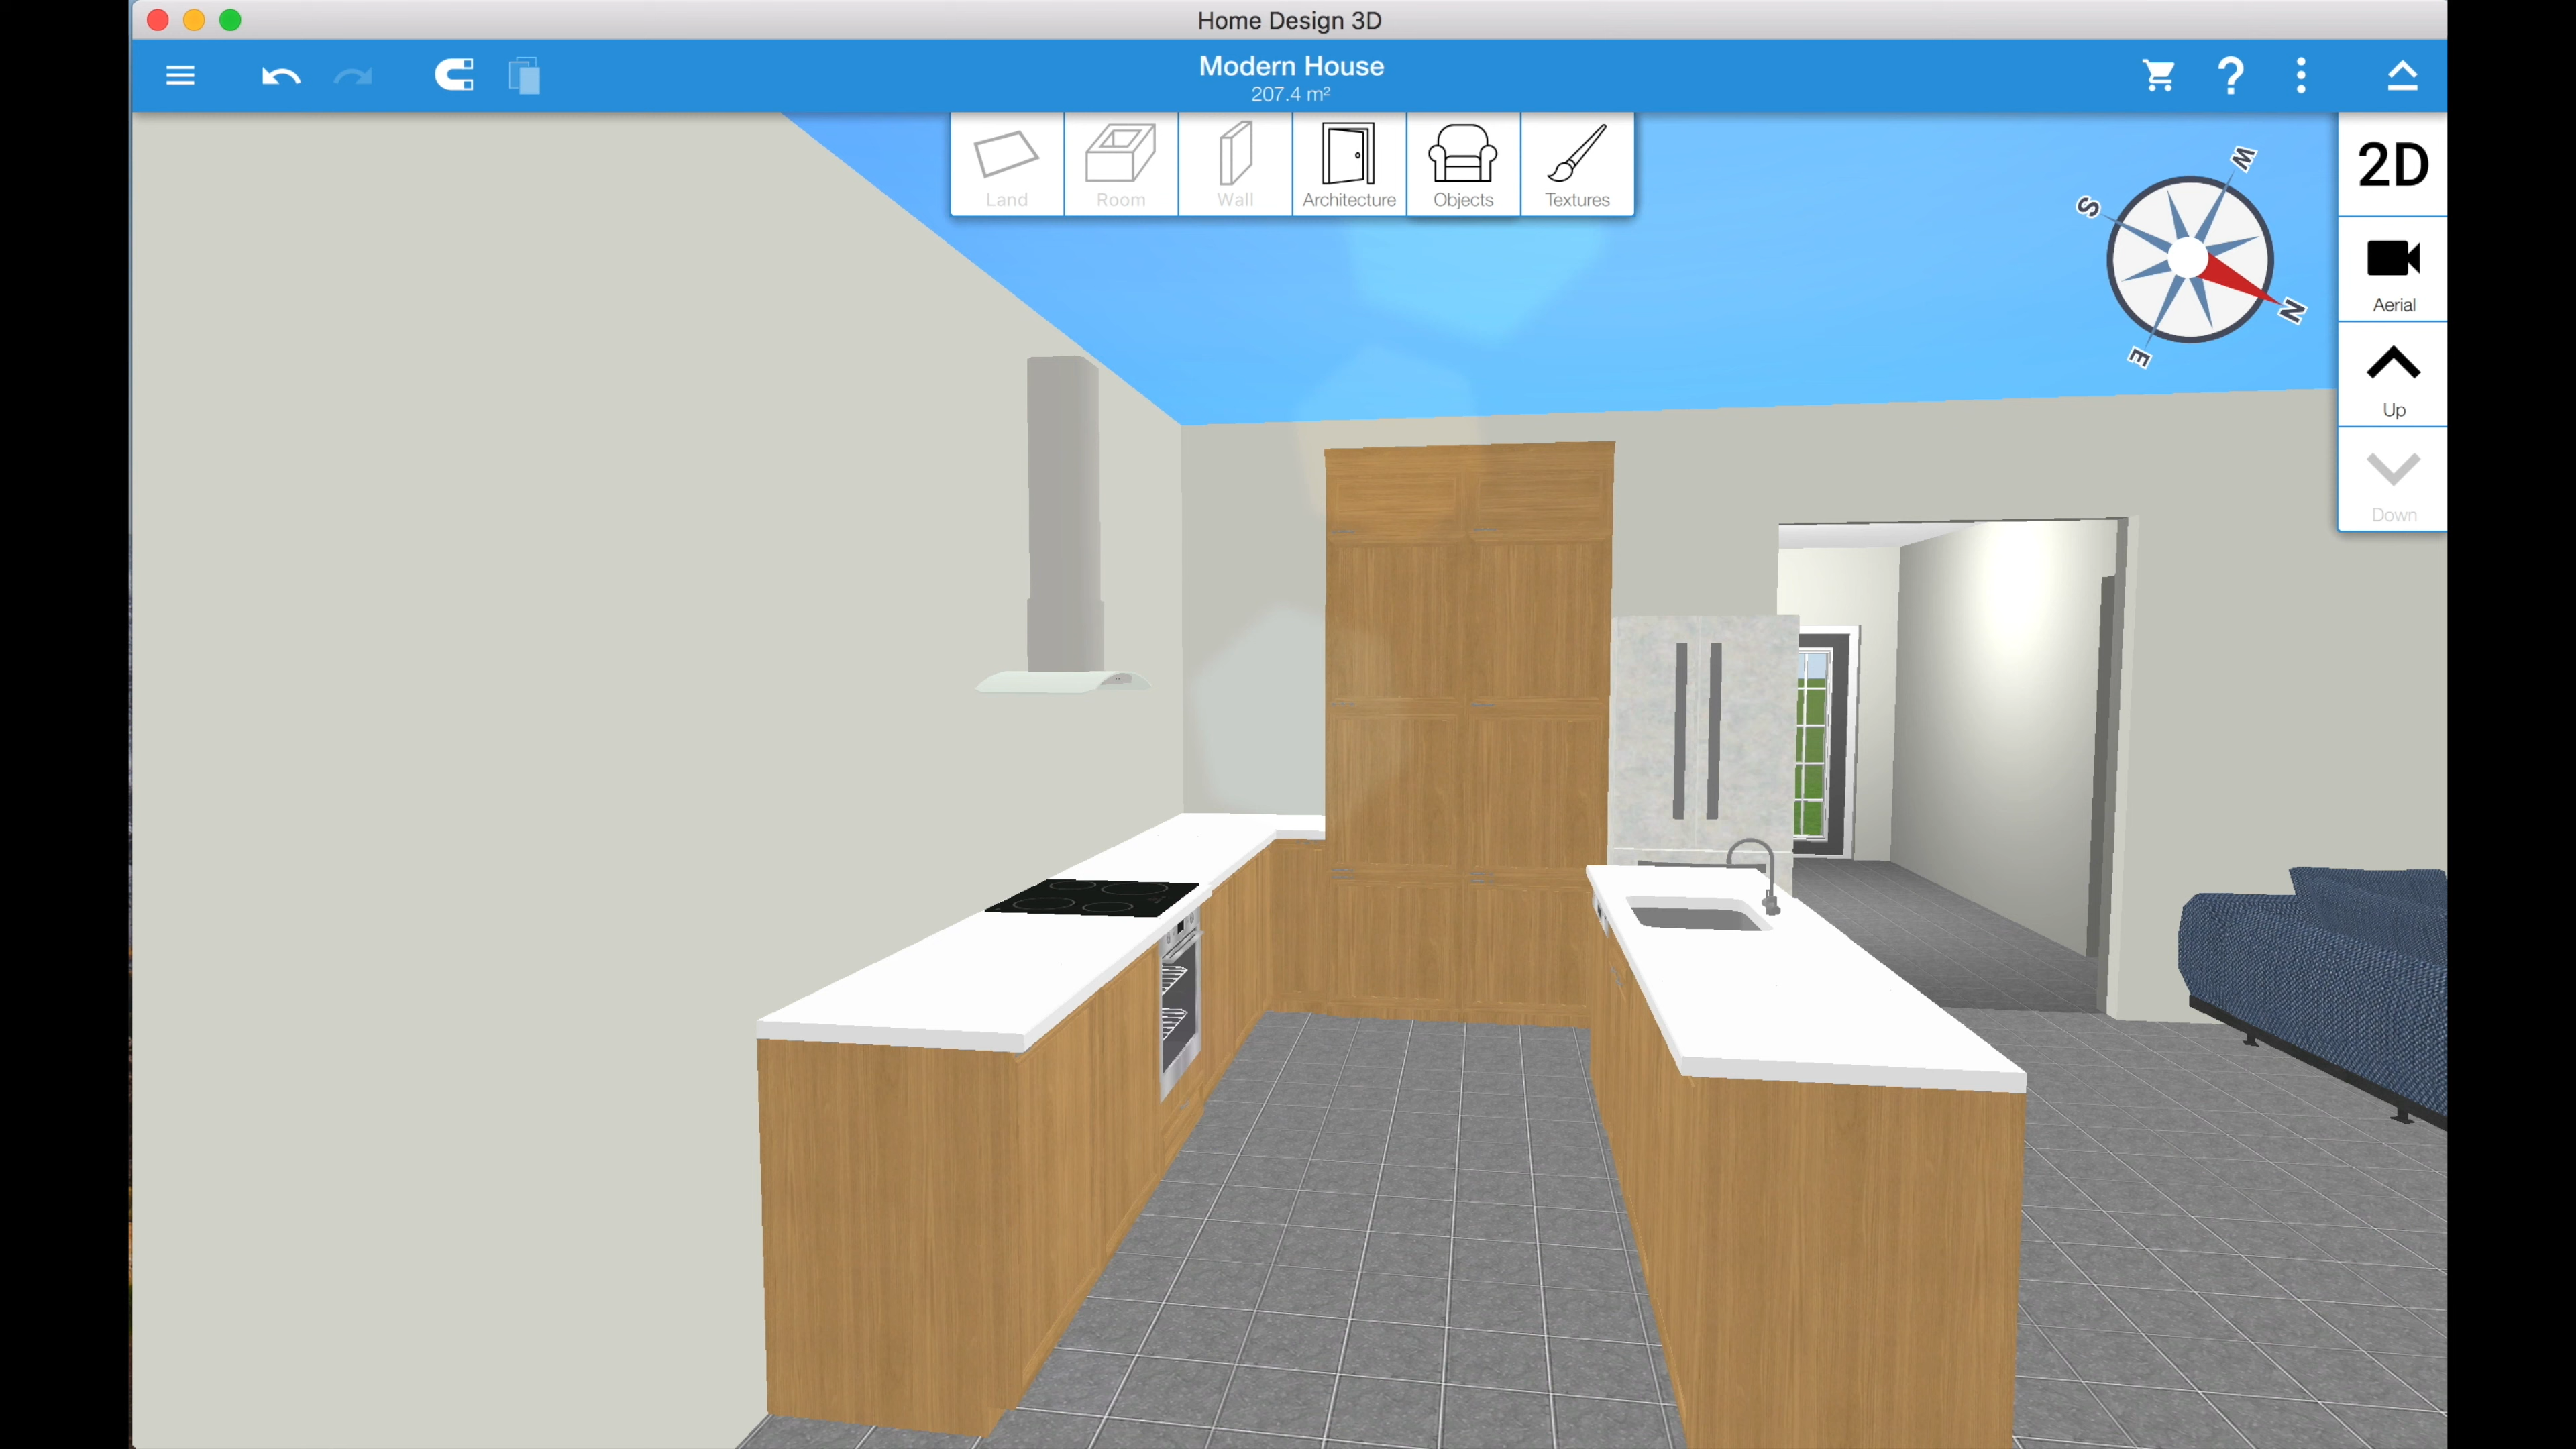 Home Design 3D
Modern House
207.4 m²
Land
Room
Wall
Architecture
Objects
Textures
2D
Aerial
Up
Down
W
S
N
E